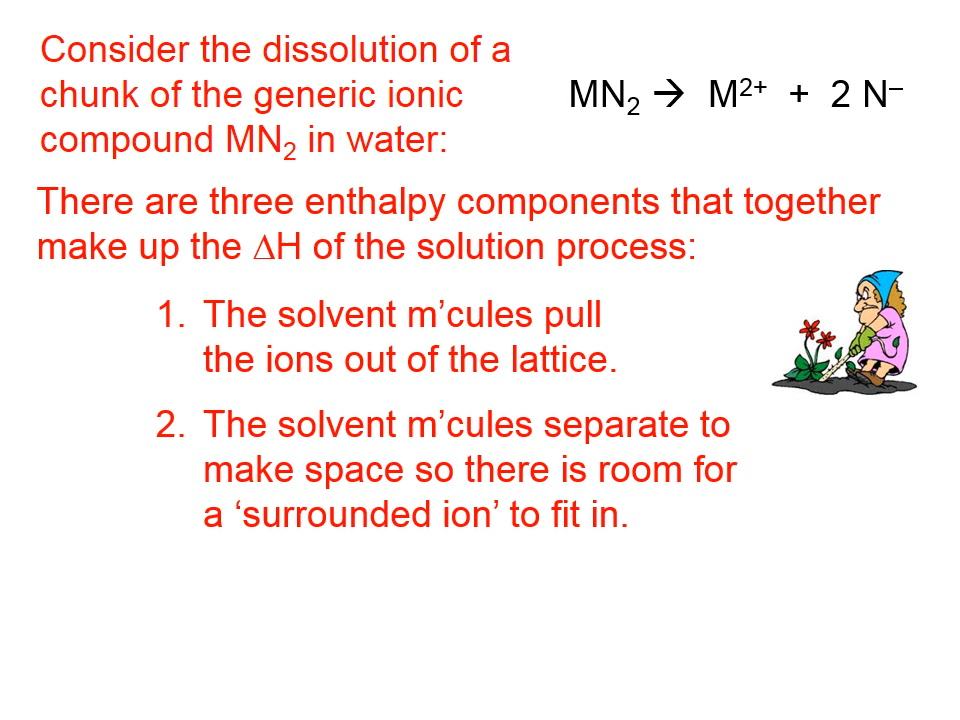 Consider the dissolution of a
chunk of the generic ionic
compound MN₂ in water:
MN₂ → M²⁺ + 2 N⁻
There are three enthalpy components that together
make up the ∆H of the solution process:
1. The solvent m’cules pull
the ions out of the lattice.
2. The solvent m’cules separate to
make space so there is room for
a ‘surrounded ion’ to fit in.